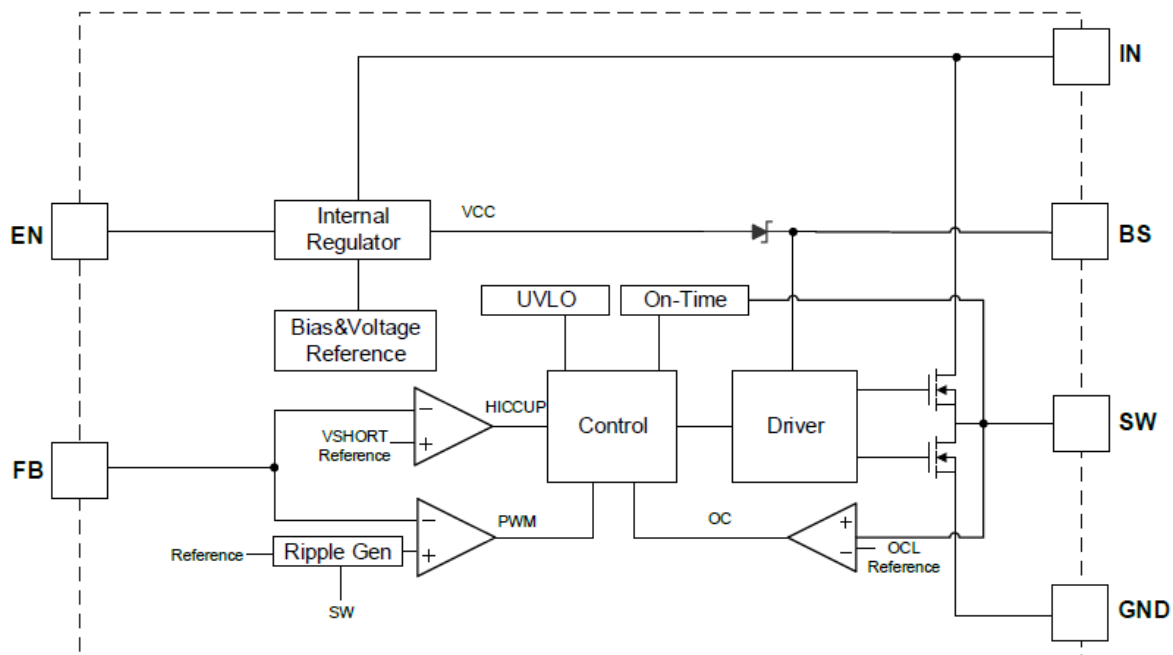 IN
Internal
Regulator
VCC
EN
BS
UVLO
On-Time
Bias&Voltage
Reference
HICCUP
Control
Driver
SW
VSHORT
Reference
FB
PWM
OC
OCL
Reference
Reference
Ripple Gen
SW
GND
−
+
−
+
+
−